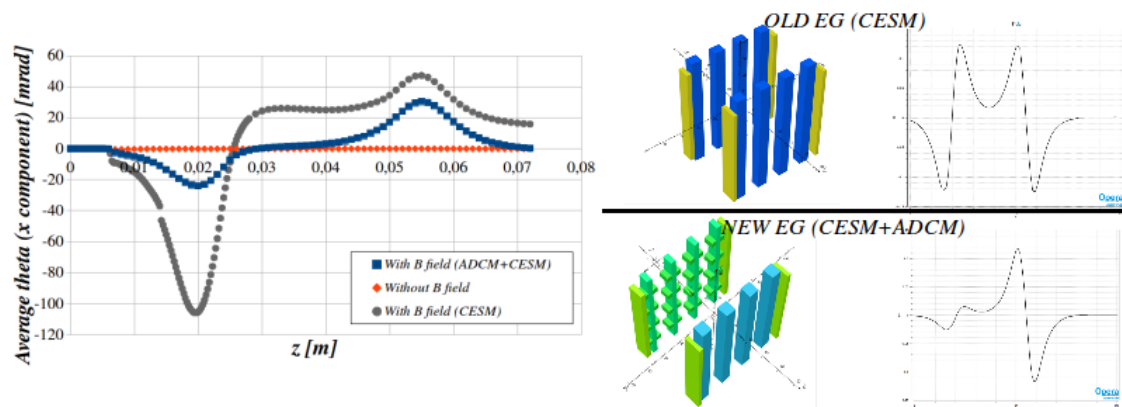 Average theta (x component) [mrad]
60
40
20
0
-20
-40
-60
-80
-100
-120
0
0,01
0,02
0,03
0,04
0,05
0,06
0,07
0,08
z [m]
With B field (ADCM+CESM)
Without B field
With B field (CESM)
OLD EG (CESM)
Opera
NEW EG (CESM+ADCM)
Opera